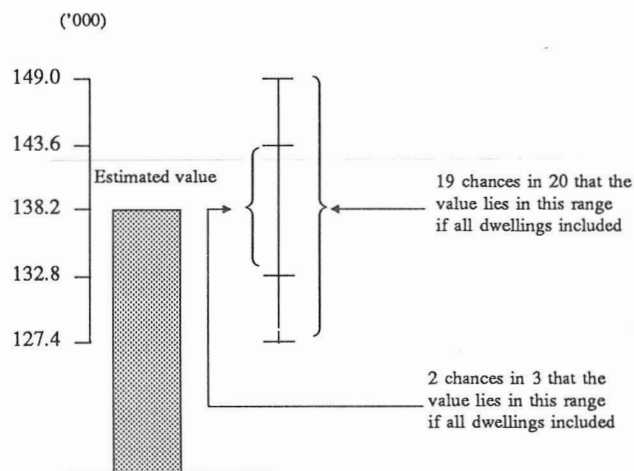 ('000)
149.0
143.6
Estimated value
138.2
132.8
127.4
19 chances in 20 that the
value lies in this range
if all dwellings included
2 chances in 3 that the
value lies in this range
if all dwellings included